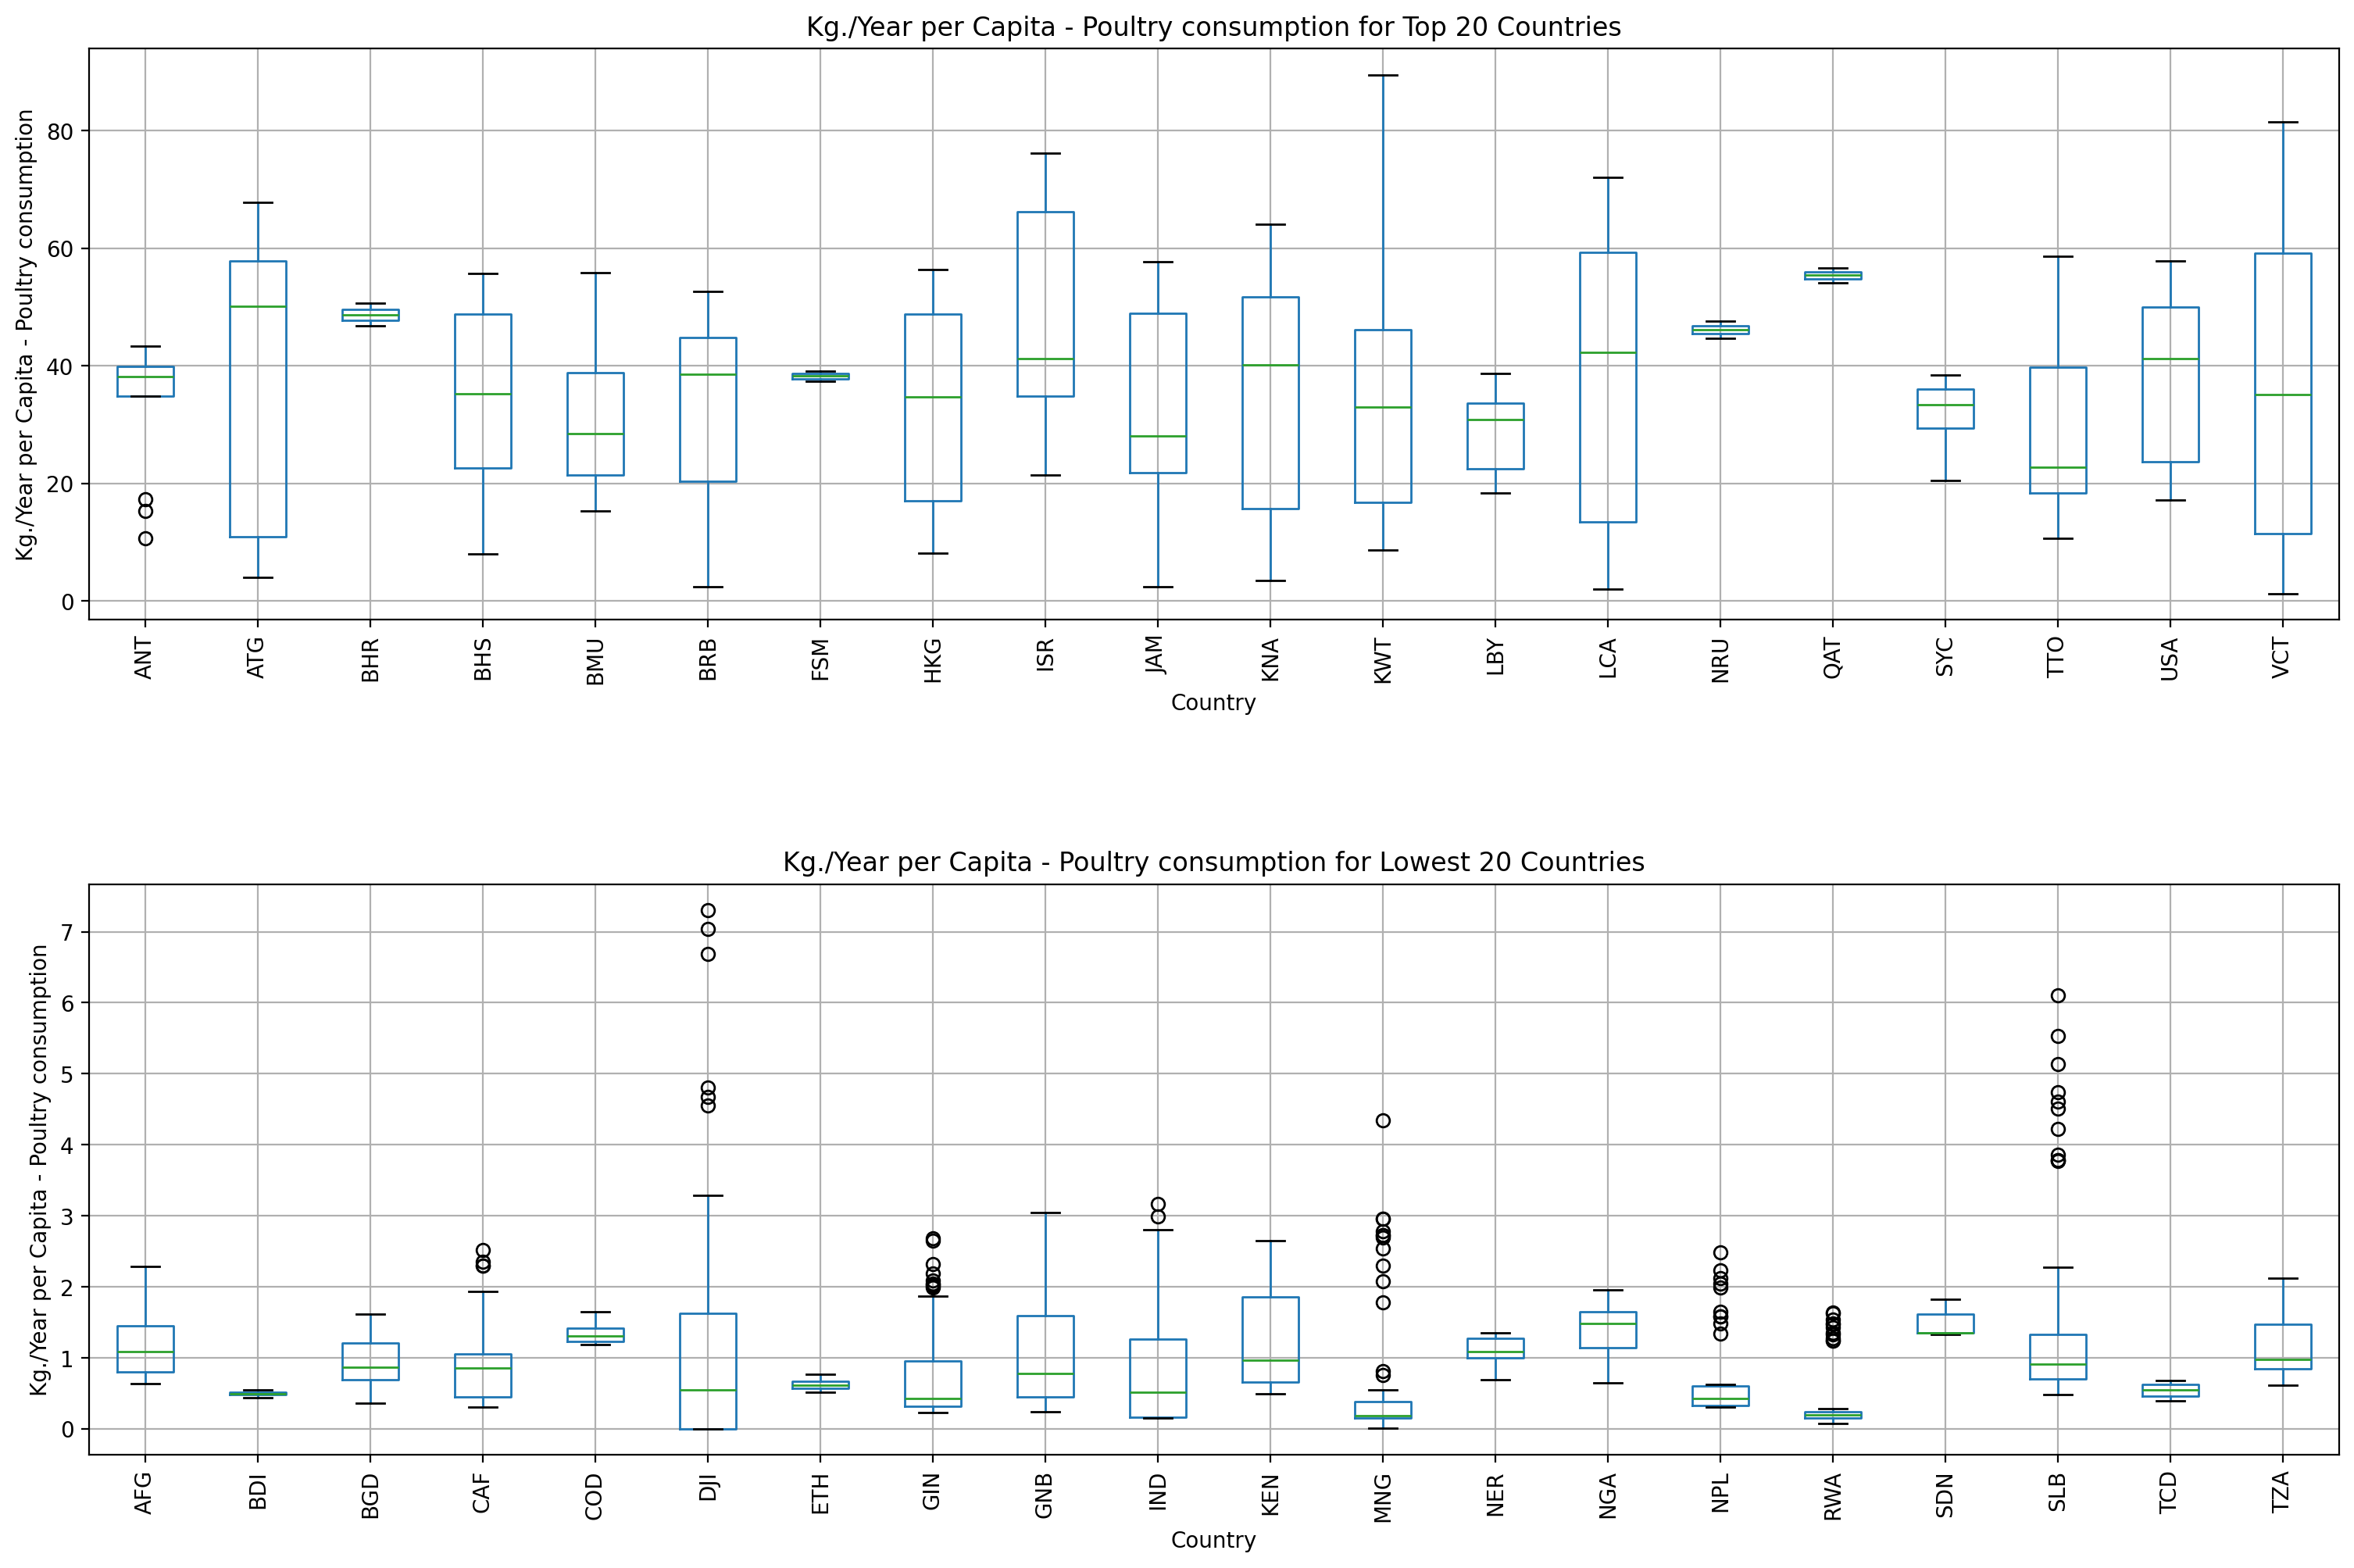 Kg./Year per Capita - Poultry consumption for Top 20 Countries
Kg./Year per Capita - Poultry consumption
80
60
40
20
0
ANT ATG BHR BHS BMU BRB FSM HKG ISR JAM KNA KWT LBY LCA NRU QAT SYC TTO USA VCT
Country
Kg./Year per Capita - Poultry consumption for Lowest 20 Countries
Kg./Year per Capita - Poultry consumption
7
6
5
4
3
2
1
0
AFG BDI BGD CAF COD DJI ETH GIN GNB IND KEN MNG NER NGA NPL RWA SDN SLB TCD TZA
Country